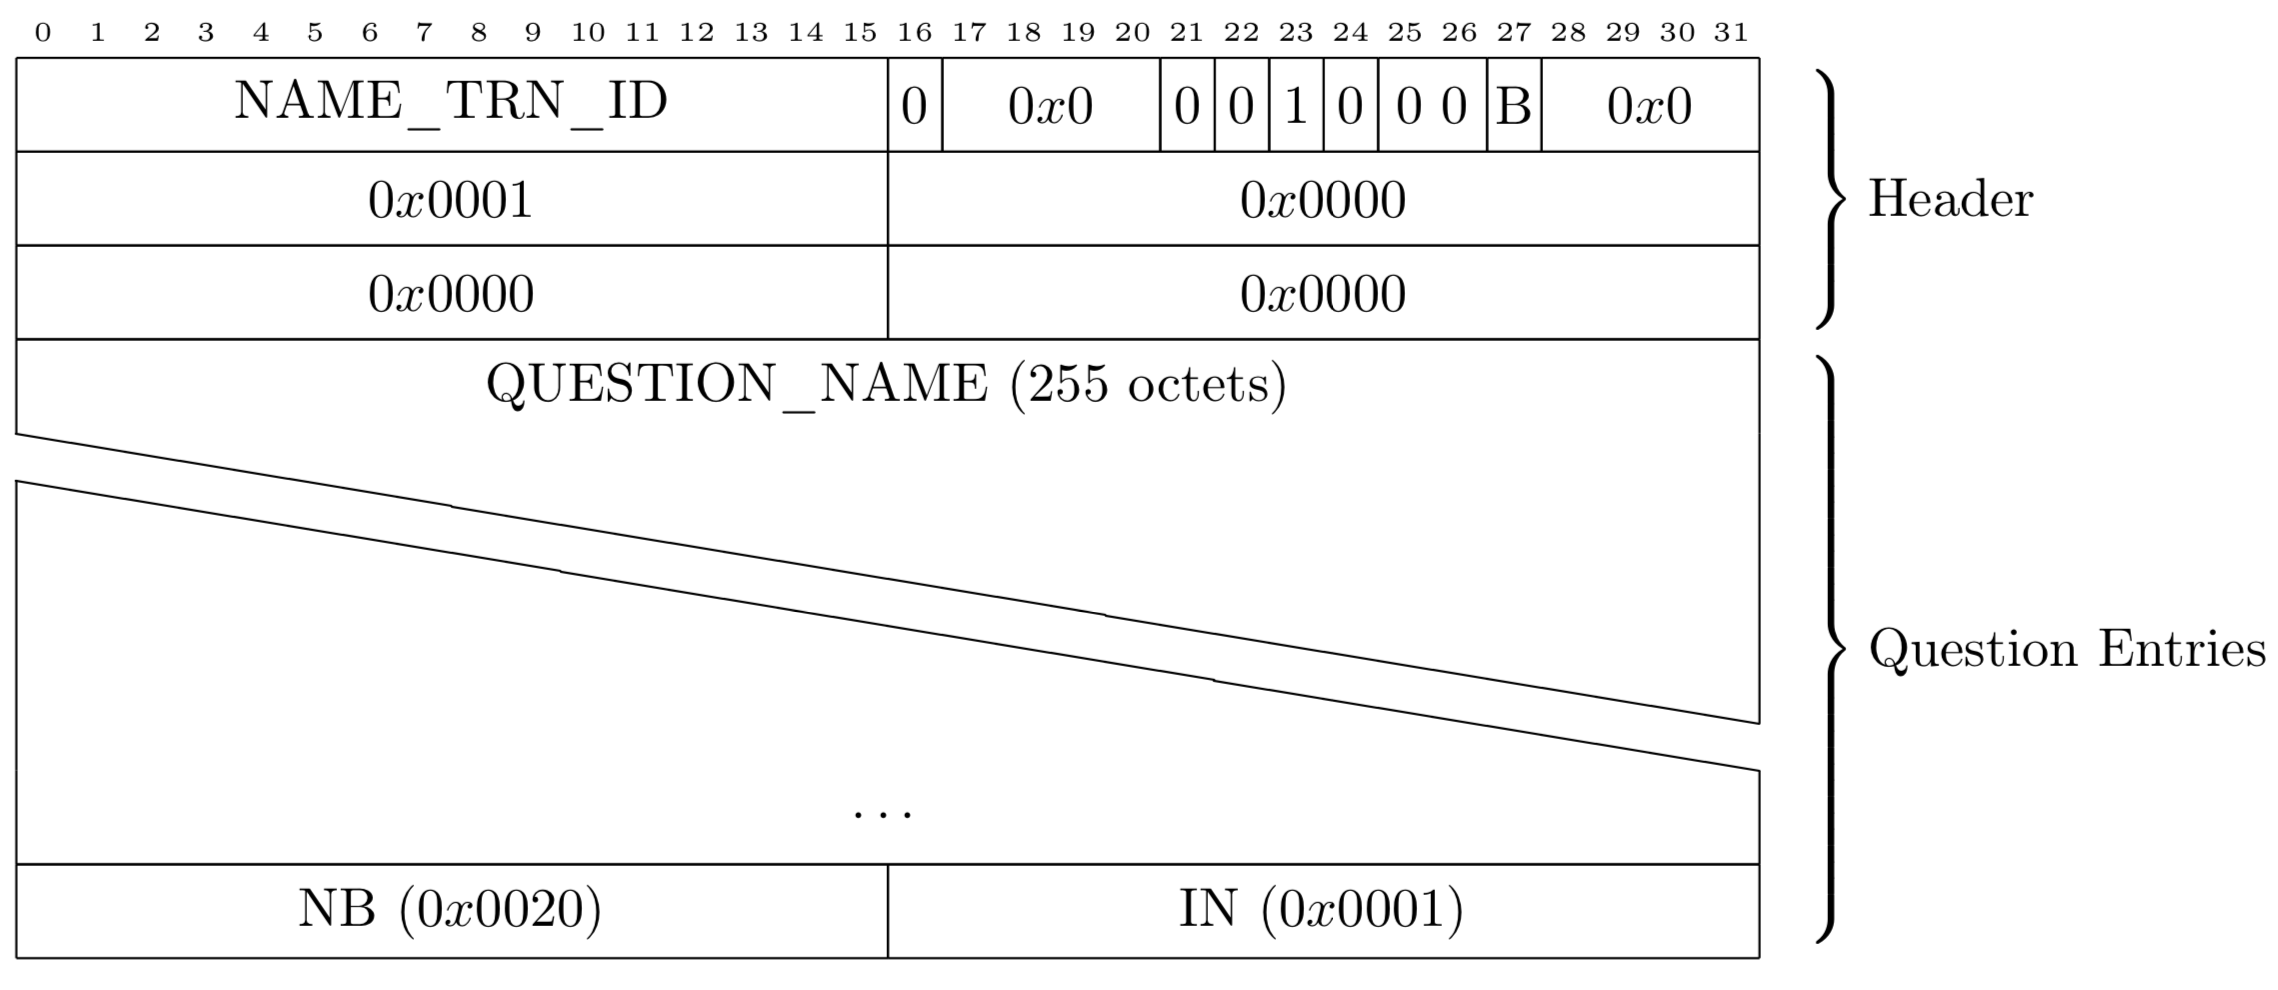 0 1 2 3 4 5 6 7 8 9 10 11 12 13 14 15 16 17 18 19 20 21 22 23 24 25 26 27 28 29 30 31
NAME_TRN_ID 0 0x0 0 0 1 0 0 0 B 0x0
0x0001 0x0000
Header
0x0000 0x0000
QUESTION_NAME (255 octets)
Question Entries
...
NB (0x0020) IN (0x0001)